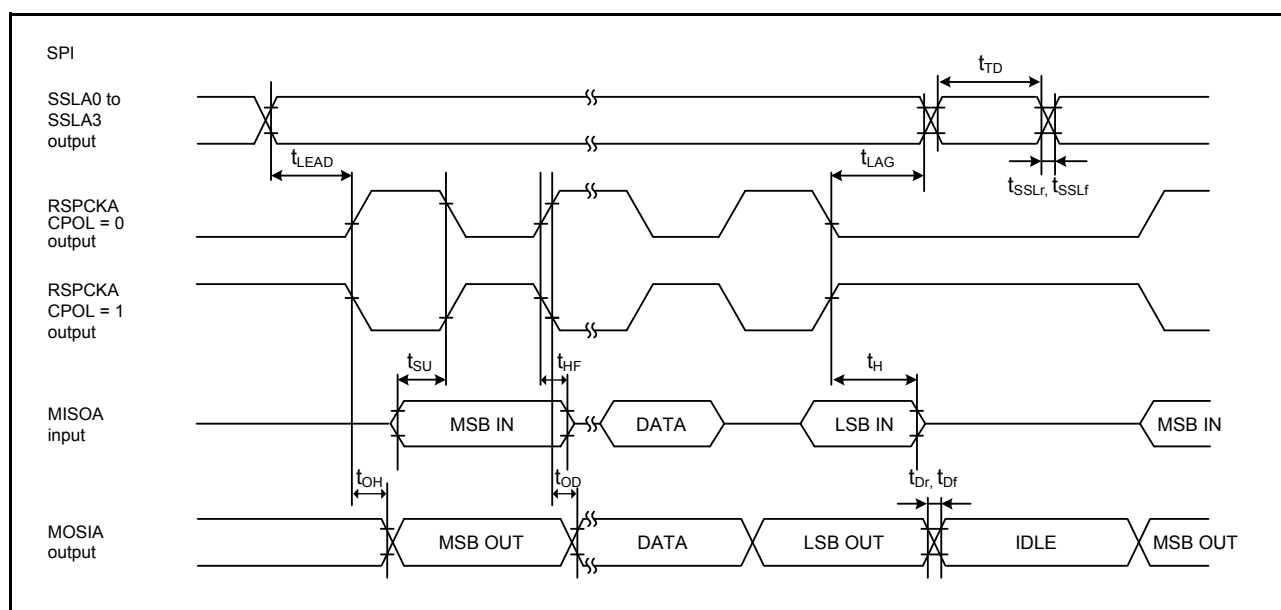 SPI
SSLA0 to
SSLA3
output
tTD
tLEAD
tLAG
tSSLr, tSSLf
RSPCKA
CPOL = 0
output
RSPCKA
CPOL = 1
output
tSU
tHF
tH
MISOA
input
MSB IN
DATA
LSB IN
MSB IN
tOH
tOD
tDr, tDf
MOSIA
output
MSB OUT
DATA
LSB OUT
IDLE
MSB OUT